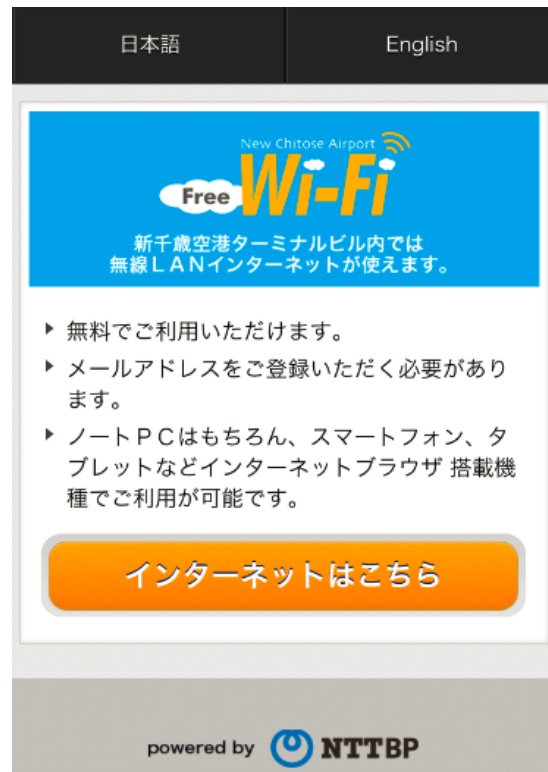 日本語 English
New Chitose Airport
Free Wi-Fi
新千歳空港ターミナルビル内では
無線ＬＡＮインターネットが使えます。
無料でご利用いただけます。
メールアドレスをご登録いただく必要があり
ます。
ノートＰＣはもちろん、スマートフォン、タ
ブレットなどインターネットブラウザ 搭載機
種でご利用が可能です。
インターネットはこちら
powered by NTTBP